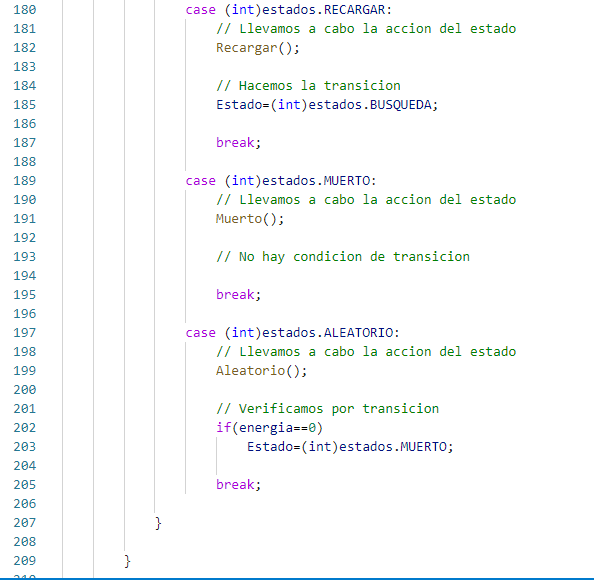 180 case (int)estados.RECARGAR:
181 // Llevamos a cabo la accion del estado
182 Recargar();
183
184 // Hacemos la transicion
185 Estado=(int)estados.BUSQUEDA;
186
187 break;
188
189 case (int)estados.MUERTO:
190 // Llevamos a cabo la accion del estado
191 Muerto();
192
193 // No hay condicion de transicion
194
195 break;
196
197 case (int)estados.ALEATORIO:
198 // Llevamos a cabo la accion del estado
199 Aleatorio();
200
201 // Verificamos por transicion
202 if(energia==0)
203 Estado=(int)estados.MUERTO;
204
205 break;
206
207 }
208
209 }